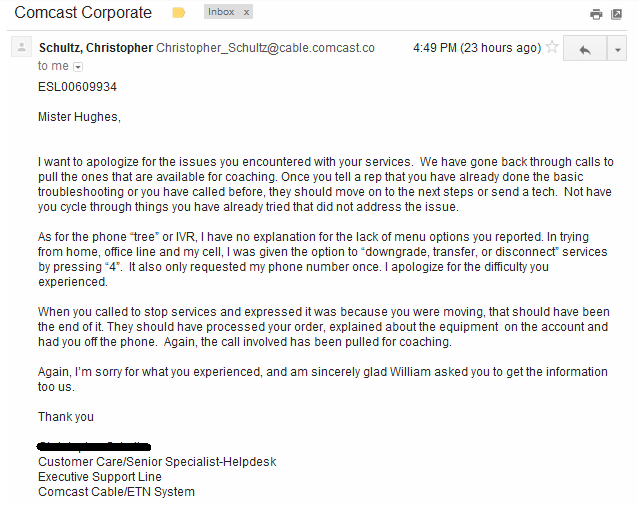 Comcast Corporate
Inbox x
Schultz, Christopher Christopher_Schultz@cable.comcast.co
4:49 PM (23 hours ago)
to me
ESL00609934
Mister Hughes,
I want to apologize for the issues you encountered with your services.  We have gone back through calls to
pull the ones that are available for coaching. Once you tell a rep that you have already done the basic
troubleshooting or you have called before, they should move on to the next steps or send a tech.  Not have
you cycle through things you have already tried that did not address the issue.
As for the phone “tree” or IVR, I have no explanation for the lack of menu options you reported. In trying
from home, office line and my cell, I was given the option to “downgrade, transfer, or disconnect” services
by pressing “4”.  It also only requested my phone number once. I apologize for the difficulty you
experienced.
When you called to stop services and expressed it was because you were moving, that should have been
the end of it. They should have processed your order, explained about the equipment  on the account and
had you off the phone.  Again, the call involved has been pulled for coaching.
Again, I’m sorry for what you experienced, and am sincerely glad William asked you to get the information
too us.
Thank you
Customer Care/Senior Specialist-Helpdesk
Executive Support Line
Comcast Cable/ETN System